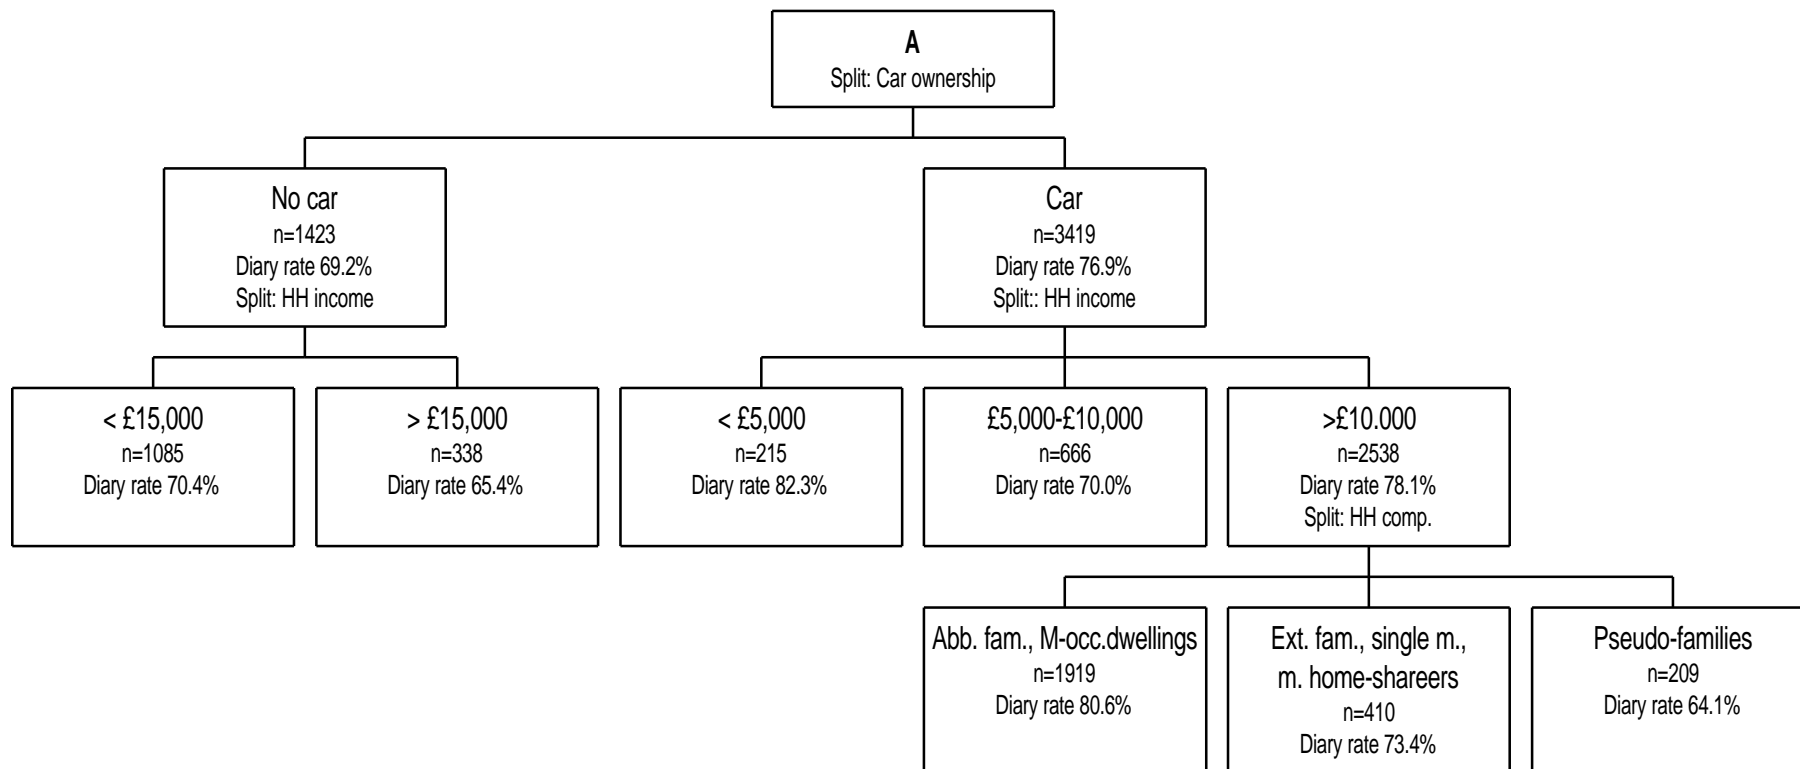 A
Split: Car ownership
No car
n=1423
Diary rate 69.2%
Split: HH income
Car
n=3419
Diary rate 76.9%
Split:: HH income
< £15,000
n=1085
Diary rate 70.4%
> £15,000
n=338
Diary rate 65.4%
< £5,000
n=215
Diary rate 82.3%
£5,000-£10,000
n=666
Diary rate 70.0%
>£10.000
n=2538
Diary rate 78.1%
Split: HH comp.
Abb. fam., M-occ.dwellings
n=1919
Diary rate 80.6%
Ext. fam., single m.,
m. home-shareers
n=410
Diary rate 73.4%
Pseudo-families
n=209
Diary rate 64.1%